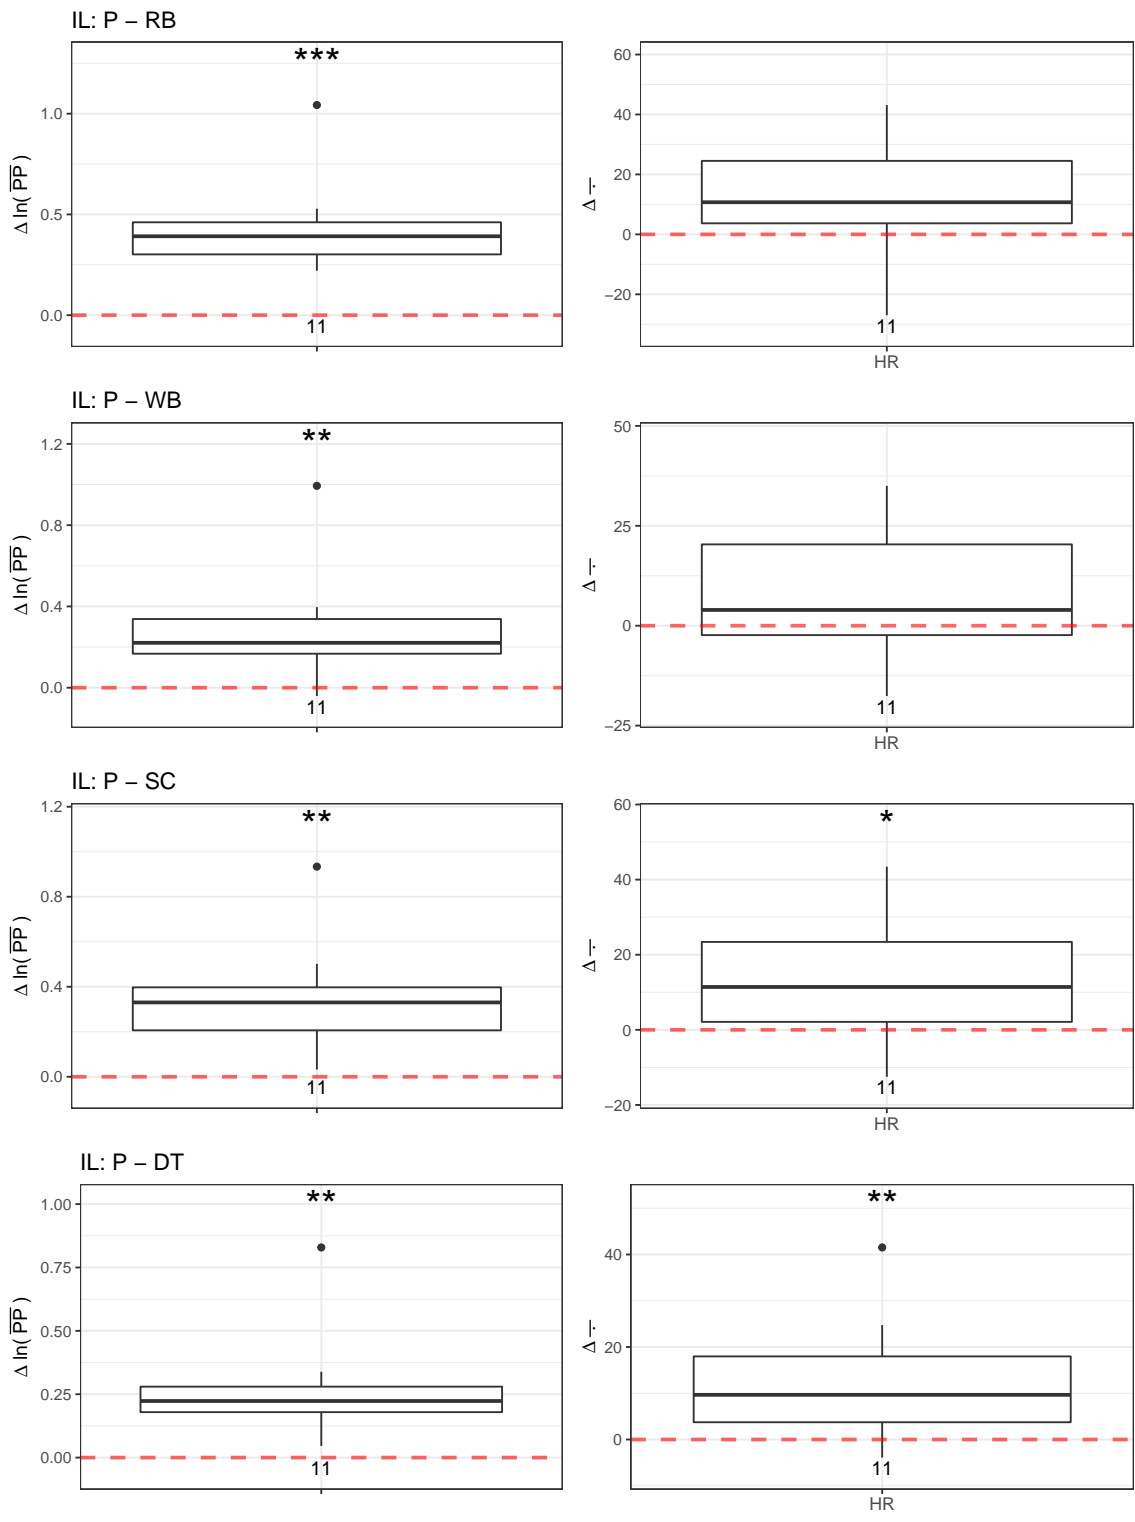 IL: P − RB
***
1.0
0.5
0.0
Δ ln( PP )
11
60
40
20
0
−20
Δ ·
11
HR
IL: P − WB
**
1.2
0.8
0.4
0.0
Δ ln( PP )
11
50
25
0
−25
Δ ·
11
HR
IL: P − SC
**
1.2
0.8
0.4
0.0
Δ ln( PP )
11
*
60
40
20
0
−20
Δ ·
11
HR
IL: P − DT
**
1.00
0.75
0.50
0.25
0.00
Δ ln( PP )
11
**
40
20
0
Δ ·
11
HR